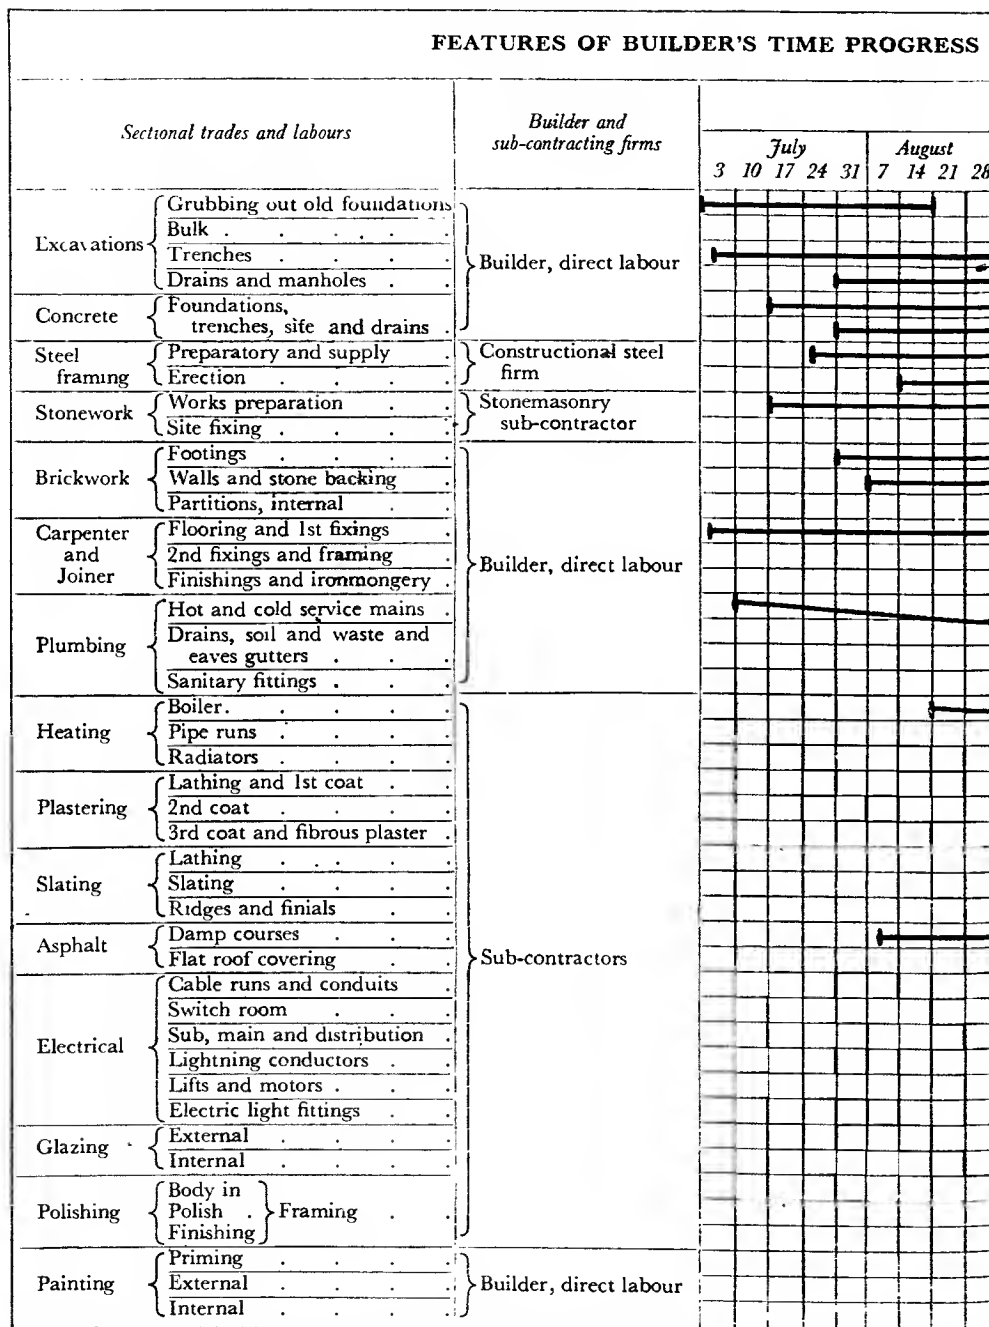 FEATURES OF BUILDER'S TIME PROGRESS
Sectional trades and labours
Builder and
sub-contracting firms
July
August
3 10 17 24 31 7 14 21 28
Excavations
Grubbing out old foundations
Bulk . . . . .
Trenches . . . .
Drains and manholes . .
Builder, direct labour
Concrete
Foundations,
trenches, site and drains .
Steel
framing
Preparatory and supply .
Erection . . . .
Constructional steel
firm
Stonework
Works preparation . .
Site fixing . . . .
Stonemasonry
sub-contractor
Brickwork
Footings . . . .
Walls and stone backing .
Partitions, internal . .
Carpenter
and
Joiner
Flooring and 1st fixings .
2nd fixings and framing .
Finishings and ironmongery .
Builder, direct labour
Plumbing
Hot and cold service mains .
Drains, soil and waste and
eaves gutters . . .
Sanitary fittings . . .
Heating
Boiler. . . . .
Pipe runs . . . .
Radiators . . . .
Plastering
Lathing and 1st coat . .
2nd coat . . . .
3rd coat and fibrous plaster .
Slating
Lathing . . . . .
Slating . . . .
Ridges and finials . .
Asphalt
Damp courses . . .
Flat roof covering . .
Sub-contractors
Electrical
Cable runs and conduits .
Switch room . . .
Sub, main and distribution .
Lightning conductors . .
Lifts and motors . . .
Electric light fittings . .
Glazing
External . . . .
Internal . . . .
Polishing
Body in
Polish .
Finishing
Framing . .
Painting
Priming . . . .
External . . . .
Internal . . . .
Builder, direct labour